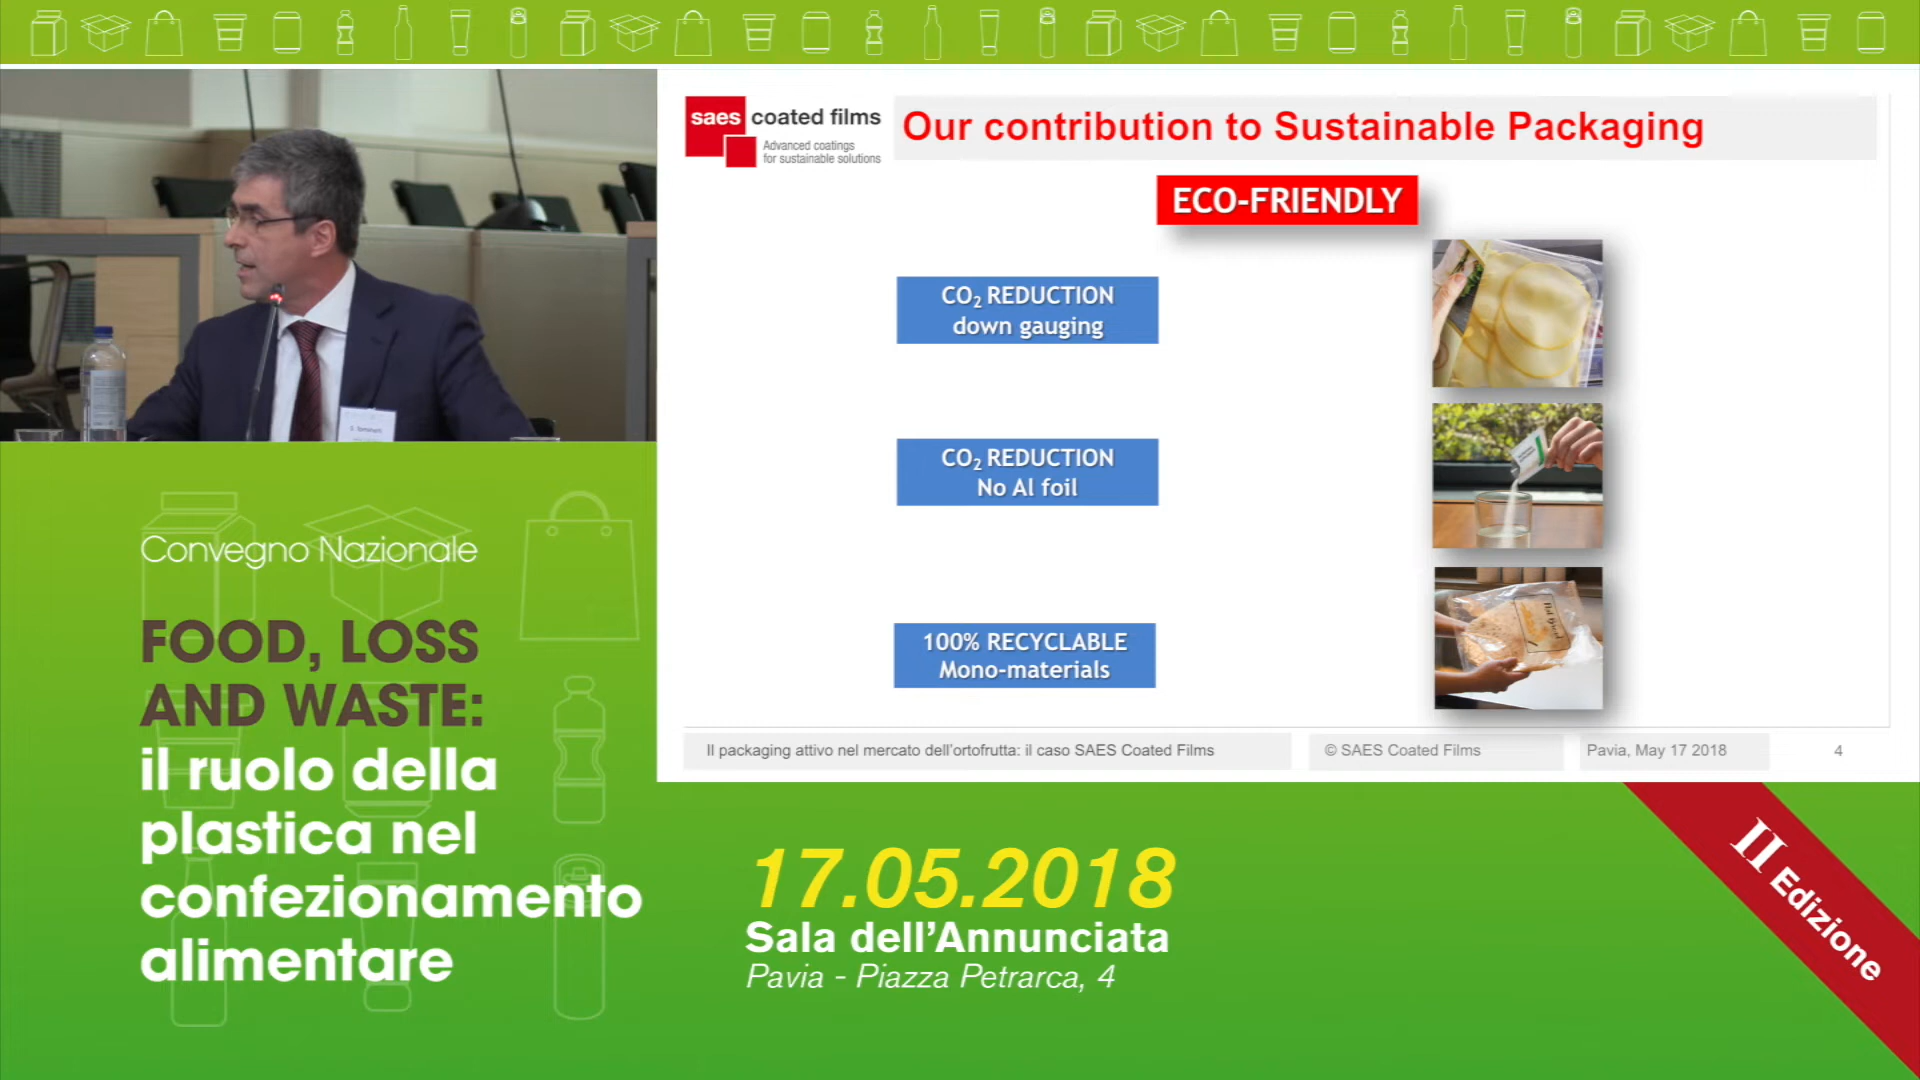 saes coated films
Advanced coatings
for sustainable solutions
Our contribution to Sustainable Packaging
ECO-FRIENDLY
CO₂ REDUCTION
down gauging
CO₂ REDUCTION
No Al foil
100% RECYCLABLE
Mono-materials
Il packaging attivo nel mercato dell'ortofrutta: il caso SAES Coated Films
© SAES Coated Films
Pavia, May 17 2018
4
Convegno Nazionale
FOOD, LOSS
AND WASTE:
il ruolo della
plastica nel
confezionamento
alimentare
17.05.2018
Sala dell'Annunciata
Pavia - Piazza Petrarca, 4
II Edizione